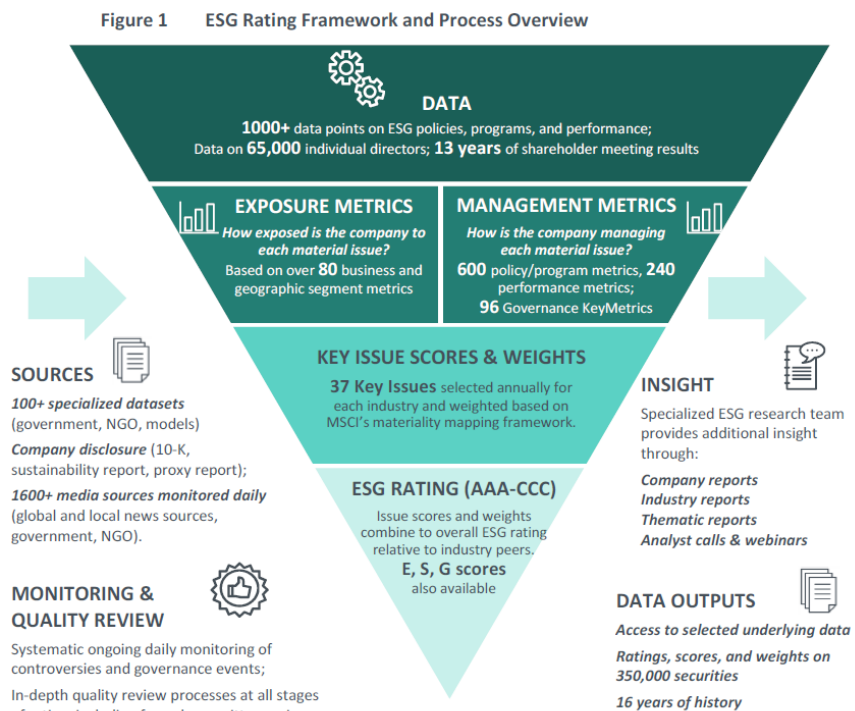 Figure 1 ESG Rating Framework and Process Overview
DATA
1000+ data points on ESG policies, programs, and performance;
Data on 65,000 individual directors; 13 years of shareholder meeting results
EXPOSURE METRICS
How exposed is the company to
each material issue?
Based on over 80 business and
geographic segment metrics
MANAGEMENT METRICS
How is the company managing
each material issue?
600 policy/program metrics, 240
performance metrics;
96 Governance KeyMetrics
KEY ISSUE SCORES & WEIGHTS
37 Key Issues selected annually for
each industry and weighted based on
MSCI's materiality mapping framework.
ESG RATING (AAA-CCC)
Issue scores and weights
combine to overall ESG rating
relative to industry peers.
E, S, G scores
also available
SOURCES
100+ specialized datasets
(government, NGO, models)
Company disclosure (10-K,
sustainability report, proxy report);
1600+ media sources monitored daily
(global and local news sources,
government, NGO).
MONITORING &
QUALITY REVIEW
Systematic ongoing daily monitoring of
controversies and governance events;
In-depth quality review processes at all stages
INSIGHT
Specialized ESG research team
provides additional insight
through:
Company reports
Industry reports
Thematic reports
Analyst calls & webinars
DATA OUTPUTS
Access to selected underlying data
Ratings, scores, and weights on
350,000 securities
16 years of history